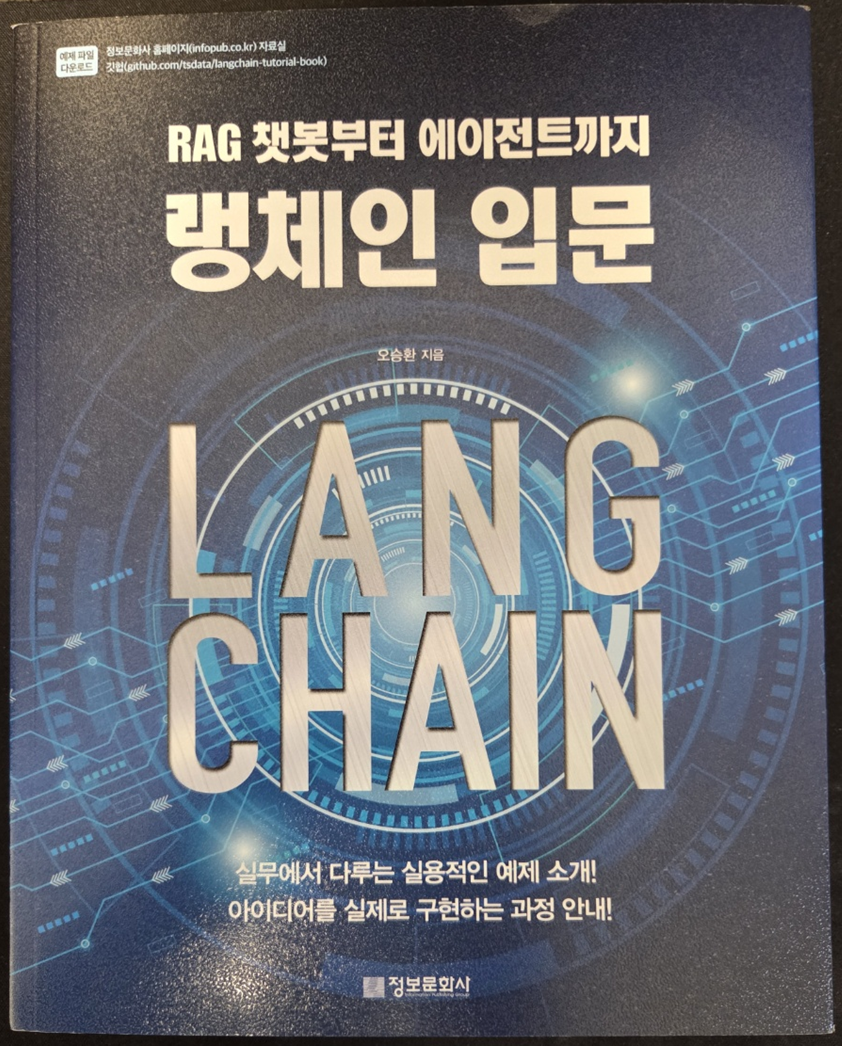 예제 파일
다운로드
정보문화사 홈페이지(infopub.co.kr) 자료실
깃헙(github.com/tsdata/langchain-tutorial-book)
RAG 챗봇부터 에이전트까지
랭체인 입문
오승환 지음
LANG
CHAIN
실무에서 다루는 실용적인 예제 소개!
아이디어를 실제로 구현하는 과정 안내!
정보문화사
Information Publishing Group